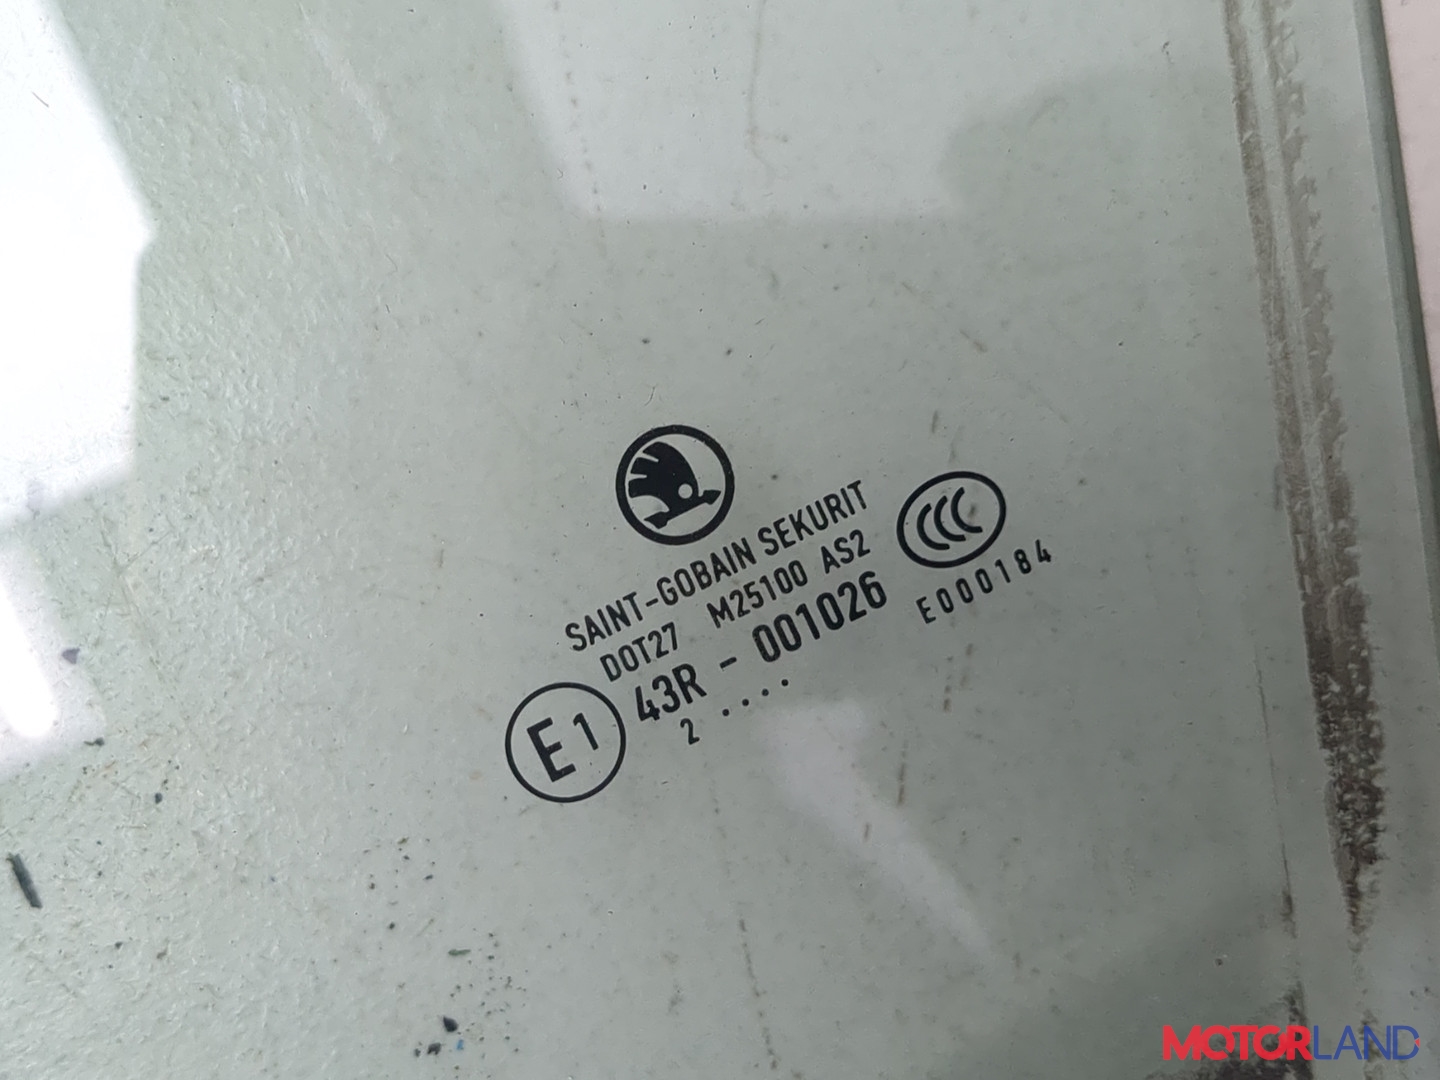 SAINT-GOBAIN SEKURIT
DOT27 M25100 AS2
CCC
E1 43R - 001026
E000184
2 ....
MOTORLAND